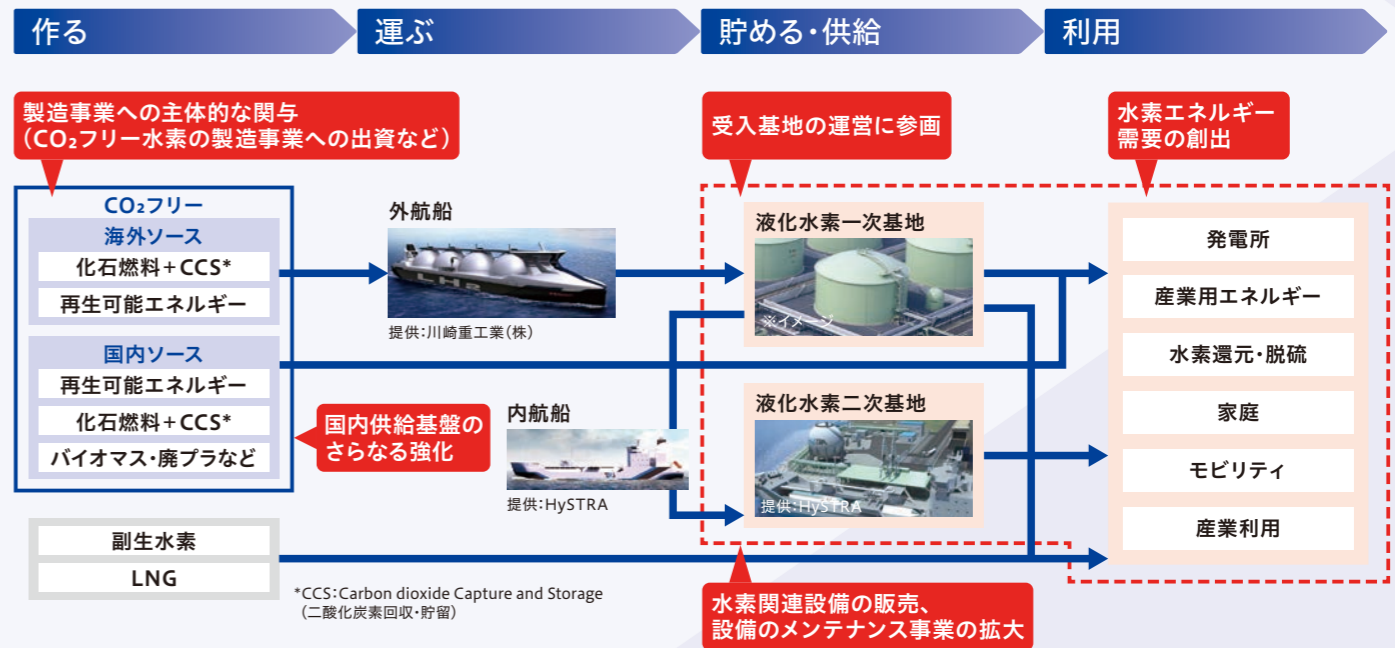 作る
運ぶ
貯める・供給
利用
製造事業への主体的な関与
（CO₂フリー水素の製造事業への出資など）
受入基地の運営に参画
水素エネルギー
需要の創出
CO₂フリー
海外ソース
化石燃料＋CCS*
再生可能エネルギー
国内ソース
再生可能エネルギー
化石燃料＋CCS*
バイオマス・廃プラなど
国内供給基盤の
さらなる強化
副生水素
LNG
*CCS：Carbon dioxide Capture and Storage
（二酸化炭素回収・貯留）
外航船
LH2
提供：川崎重工業（株）
内航船
提供：HySTRA
液化水素一次基地
※イメージ
液化水素二次基地
提供：HySTRA
水素関連設備の販売、
設備のメンテナンス事業の拡大
発電所
産業用エネルギー
水素還元・脱硫
家庭
モビリティ
産業利用